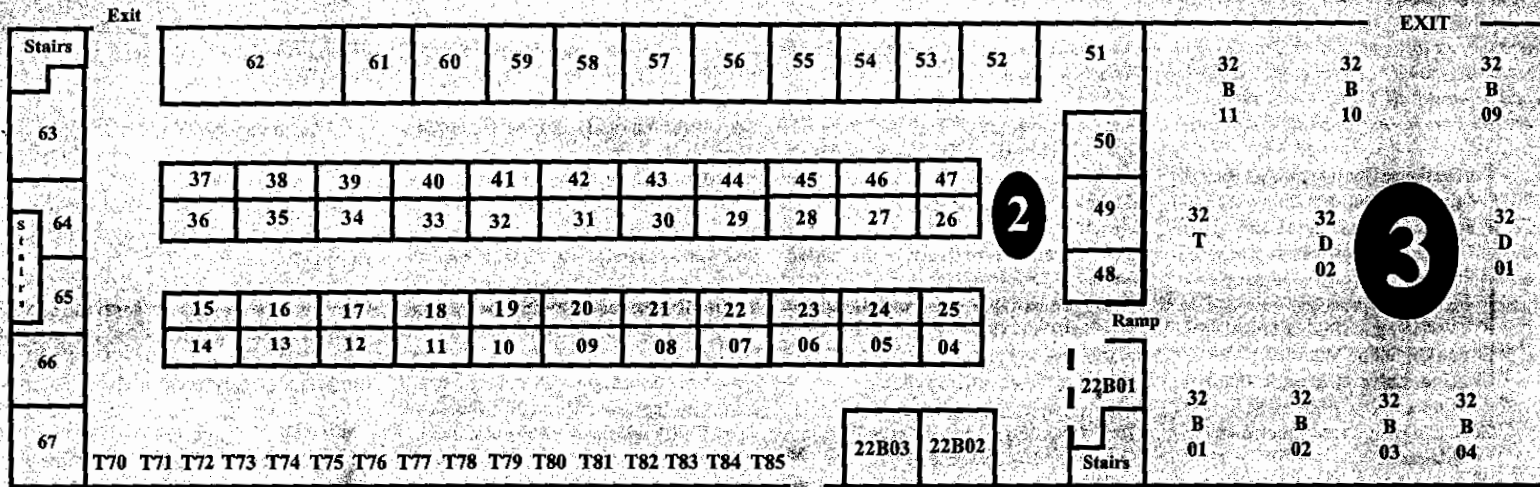 Exit
EXIT
Stairs
62 61 60 59 58 57 56 55 54 53 52 51
32 B 11
32 B 10
32 B 09
63
50
37 38 39 40 41 42 43 44 45 46 47
36 35 34 33 32 31 30 29 28 27 26
2
49
64
Stairs
32 T
32 D 02
3
32 D 01
65
48
15 16 17 18 19 20 21 22 23 24 25
14 13 12 11 10 09 08 07 06 05 04
Ramp
66
22B01
32 B 01
32 B 02
32 B 03
32 B 04
67
T70 T71 T72 T73 T74 T75 T76 T77 T78 T79 T80 T81 T82 T83 T84 T85
22B03 22B02
Stairs